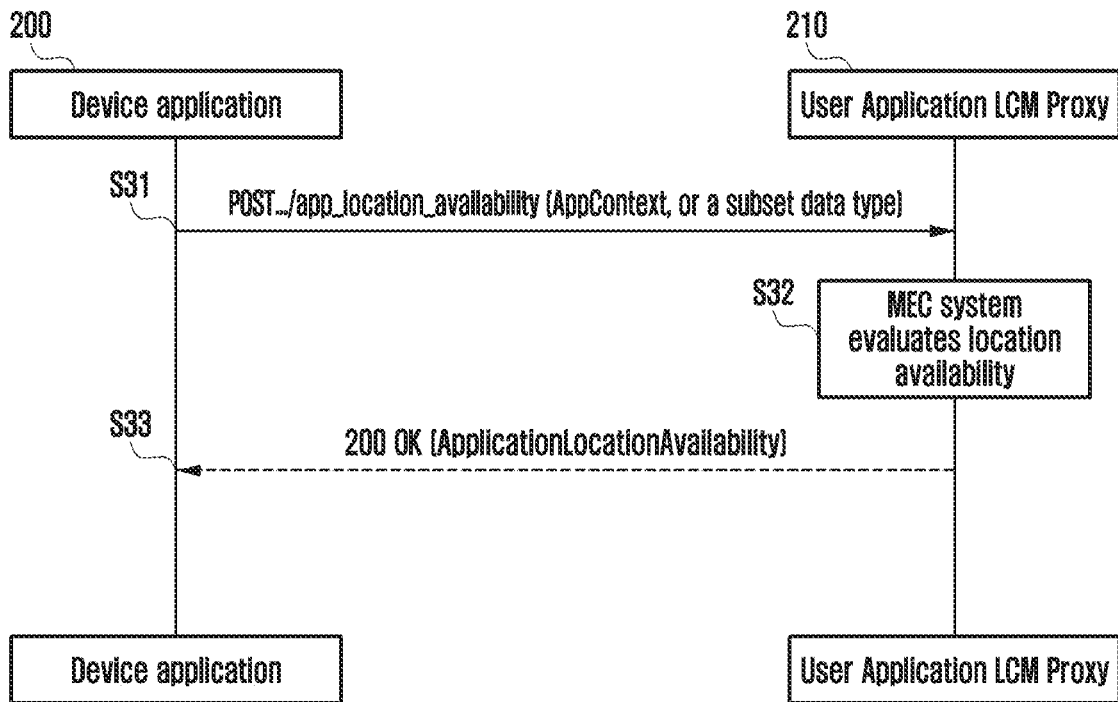 200
210
Device application
User Application LCM Proxy
S31
POST.../app_location_availability (AppContext, or a subset data type)
S32
MEC system
evaluates location
availability
S33
200 OK (ApplicationLocationAvailability)
Device application
User Application LCM Proxy